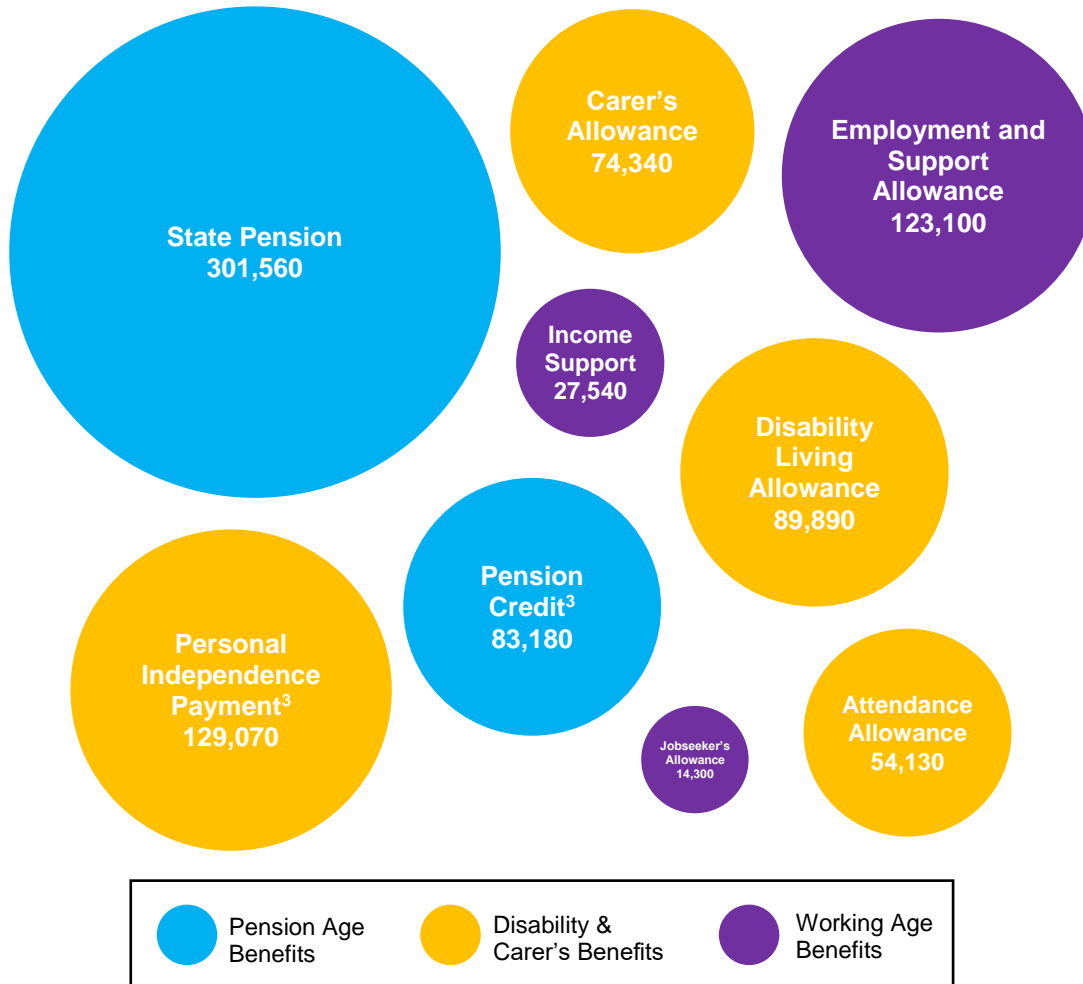 State Pension
301,560
Carer’s
Allowance
74,340
Employment and
Support
Allowance
123,100
Income
Support
27,540
Disability
Living
Allowance
89,890
Pension
Credit³
83,180
Personal
Independence
Payment³
129,070
Jobseeker's
Allowance
14,300
Attendance
Allowance
54,130
Pension Age
Benefits
Disability &
Carer’s Benefits
Working Age
Benefits